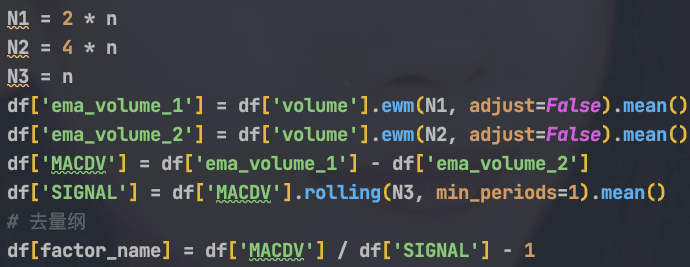 N1 = 2 * n
N2 = 4 * n
N3 = n
df['ema_volume_1'] = df['volume'].ewm(N1, adjust=False).mean()
df['ema_volume_2'] = df['volume'].ewm(N2, adjust=False).mean()
df['MACDV'] = df['ema_volume_1'] - df['ema_volume_2']
df['SIGNAL'] = df['MACDV'].rolling(N3, min_periods=1).mean()
# 去量纲
df[factor_name] = df['MACDV'] / df['SIGNAL'] - 1